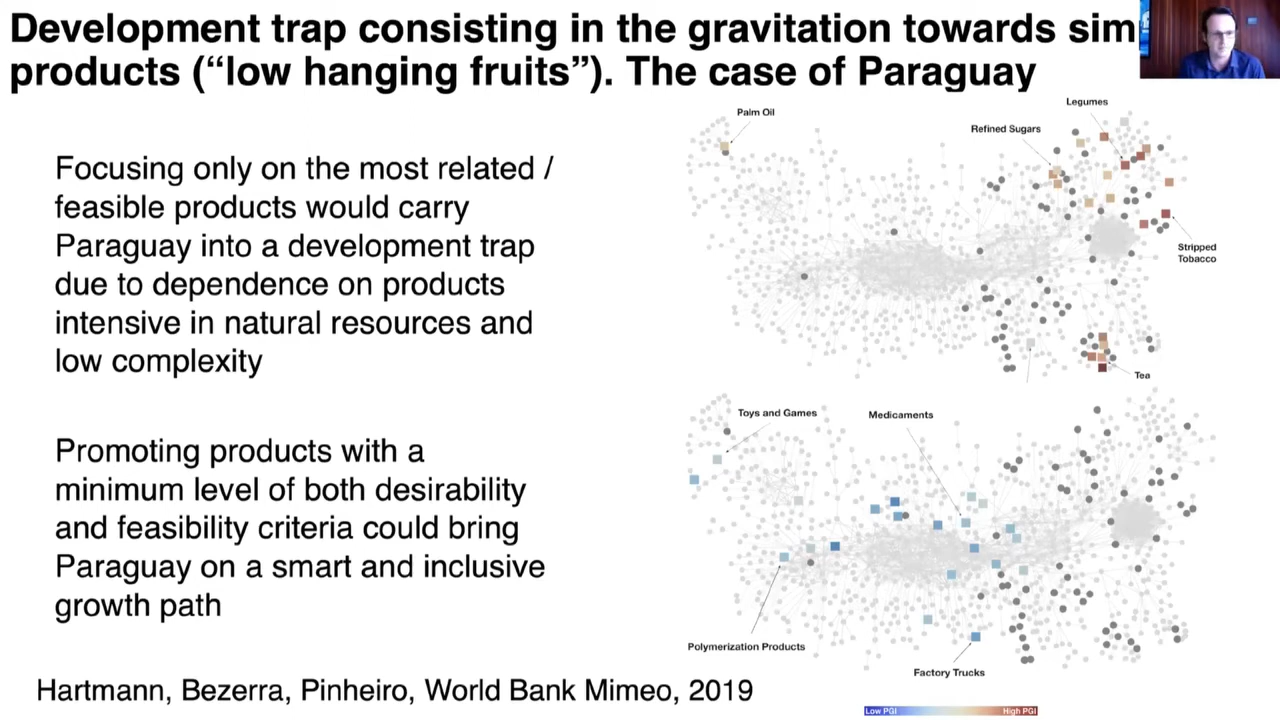 Development trap consisting in the gravitation towards sim
products (“low hanging fruits”). The case of Paraguay
Focusing only on the most related /
feasible products would carry
Paraguay into a development trap
due to dependence on products
intensive in natural resources and
low complexity
Promoting products with a
minimum level of both desirability
and feasibility criteria could bring
Paraguay on a smart and inclusive
growth path
Hartmann, Bezerra, Pinheiro, World Bank Mimeo, 2019
Palm Oil
Legumes
Refined Sugars
Stripped
Tobacco
Tea
Toys and Games
Medicaments
Polymerization Products
Factory Trucks
Low PGI
High PGI